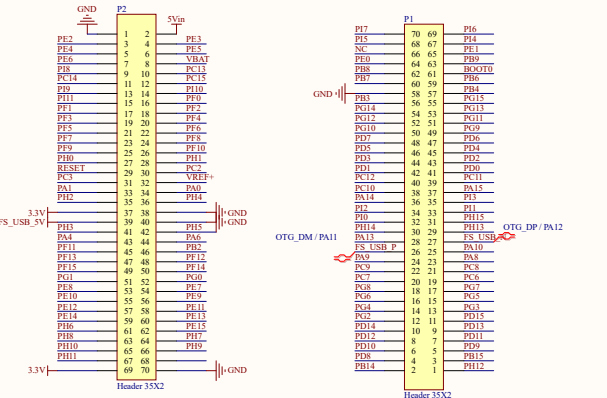 P2
GND 1 2 5Vin
PE2 3 4 PE3
PE4 5 6 PE5
PE6 7 8 VBAT
PI8 9 10 PC13
PC14 11 12 PC15
PI9 13 14 PI10
PI11 15 16 PF0
PF1 17 18 PF2
PF3 19 20 PF4
PF5 21 22 PF6
PF7 23 24 PF8
PF9 25 26 PF10
PH0 27 28 PH1
RESET 29 30 PC2
PC3 31 32 VREF+
PA1 33 34 PA0
PH2 35 36 PH4
3.3V 37 38 GND
FS_USB_5V 39 40 GND
PH3 41 42 PH5
PA4 43 44 PA6
PF11 45 46 PB2
PF13 47 48 PF12
PF15 49 50 PF14
PG1 51 52 PG0
PE8 53 54 PE7
PE10 55 56 PE9
PE12 57 58 PE11
PE14 59 60 PE13
PH6 61 62 PE15
PH8 63 64 PH7
PH10 65 66 PH9
PH11 67 68
3.3V 69 70 GND
Header 35X2
P1
PI7 70 69 PI6
PI5 68 67 PI4
NC 66 65 PE1
PE0 64 63 PB9
PB8 62 61 BOOT0
PB7 60 59 PB6
GND 58 57 PB4
PB3 56 55 PG15
PG14 54 53 PG13
PG12 52 51 PG11
PG10 50 49 PG9
PD7 48 47 PD6
PD5 46 45 PD4
PD3 44 43 PD2
PD1 42 41 PD0
PC12 40 39 PC11
PC10 38 37 PA15
PA14 36 35 PI3
PI2 34 33 PI1
PI0 32 31 PH15
PH14 30 29 PH13 OTG_DP / PA12
OTG_DM / PA11 PA13 28 27
FS_USB_P 26 25 PA10
PA9 24 23 PA8
PC9 22 21 PC8
PC7 20 19 PC6
PG8 18 17 PG7
PG6 16 15 PG5
PG4 14 13 PG3
PG2 12 11 PD15
PD14 10 9 PD13
PD12 8 7 PD11
PD10 6 5 PD9
PD8 4 3 PB15
PB14 2 1 PH12
Header 35X2